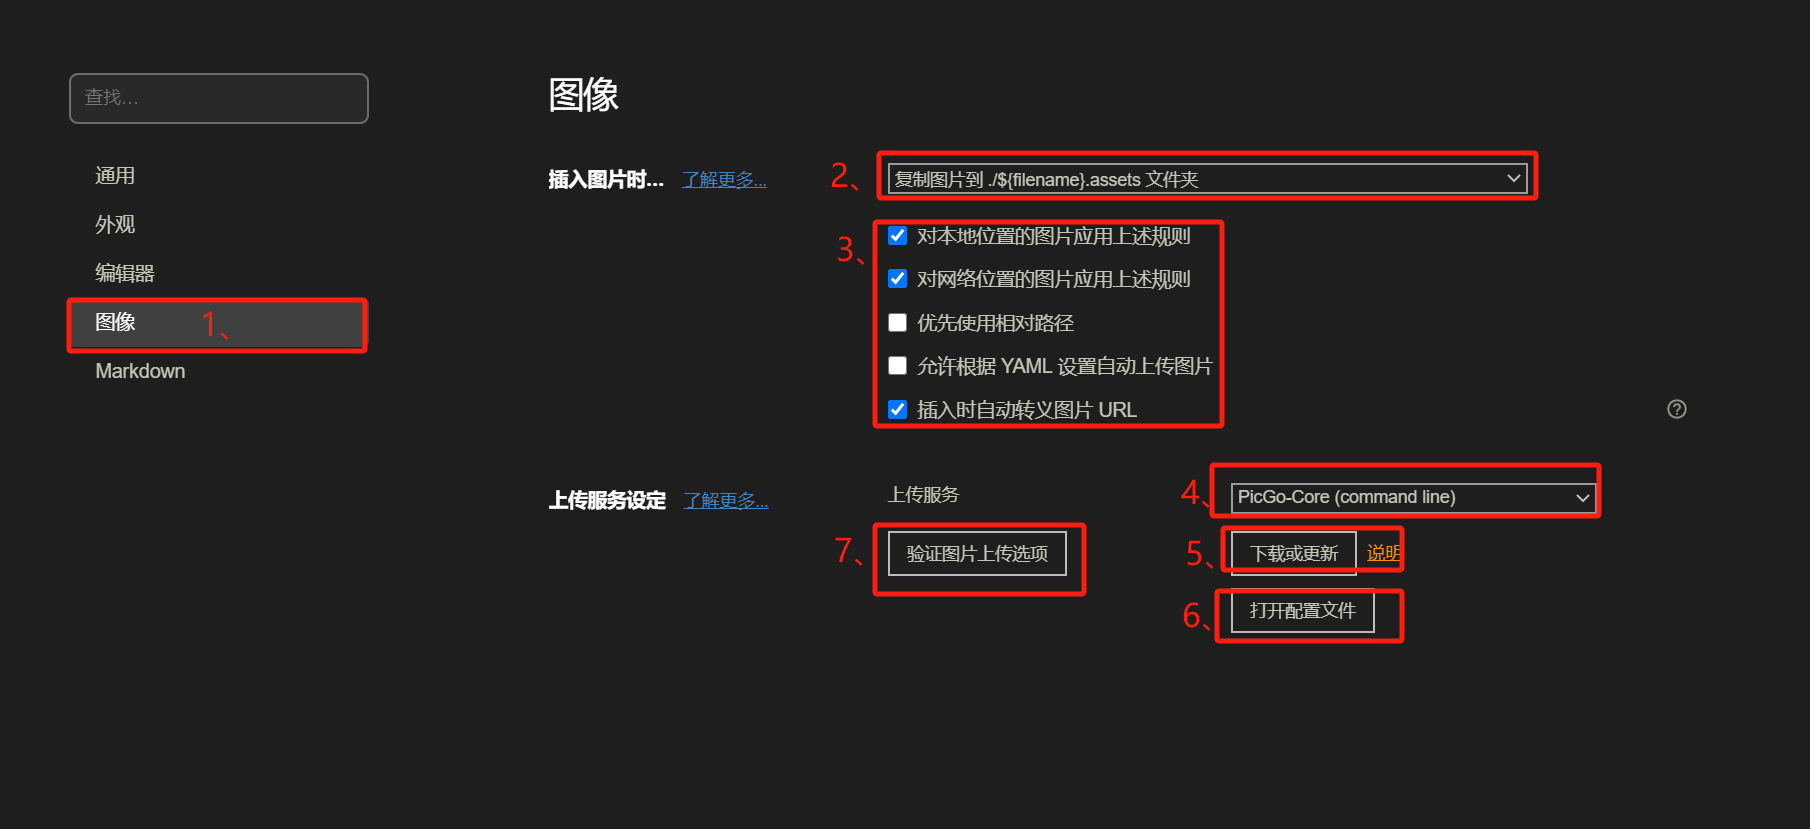 查找...
通用
外观
编辑器
图像
1、
Markdown
图像
插入图片时... 了解更多...
2、
复制图片到 ./${filename}.assets 文件夹
3、
对本地位置的图片应用上述规则
对网络位置的图片应用上述规则
优先使用相对路径
允许根据 YAML 设置自动上传图片
插入时自动转义图片 URL
?
上传服务设定 了解更多...
上传服务
4、
PicGo-Core (command line)
7、
验证图片上传选项
5、
下载或更新 说明
6、
打开配置文件